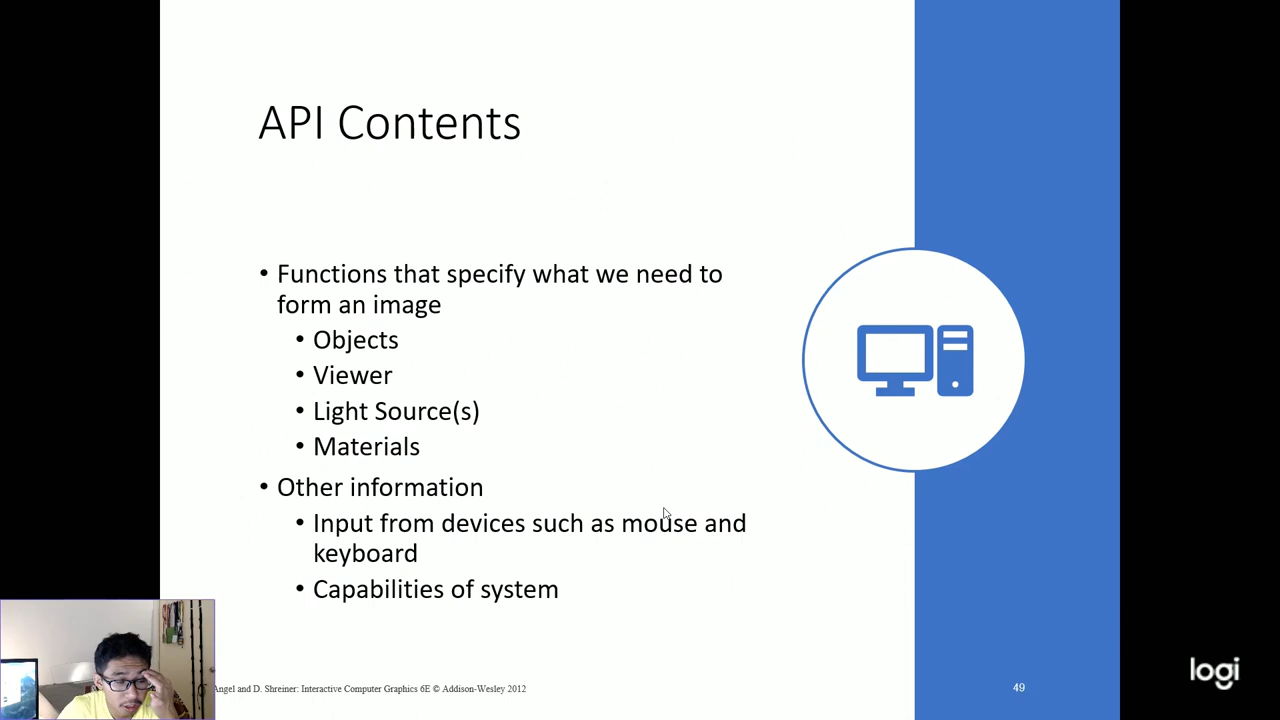 API Contents
• Functions that specify what we need to
form an image
• Objects
• Viewer
• Light Source(s)
• Materials
• Other information
• Input from devices such as mouse and
keyboard
• Capabilities of system
Angel and D. Shreiner: Interactive Computer Graphics 6E © Addison-Wesley 2012
49
logi